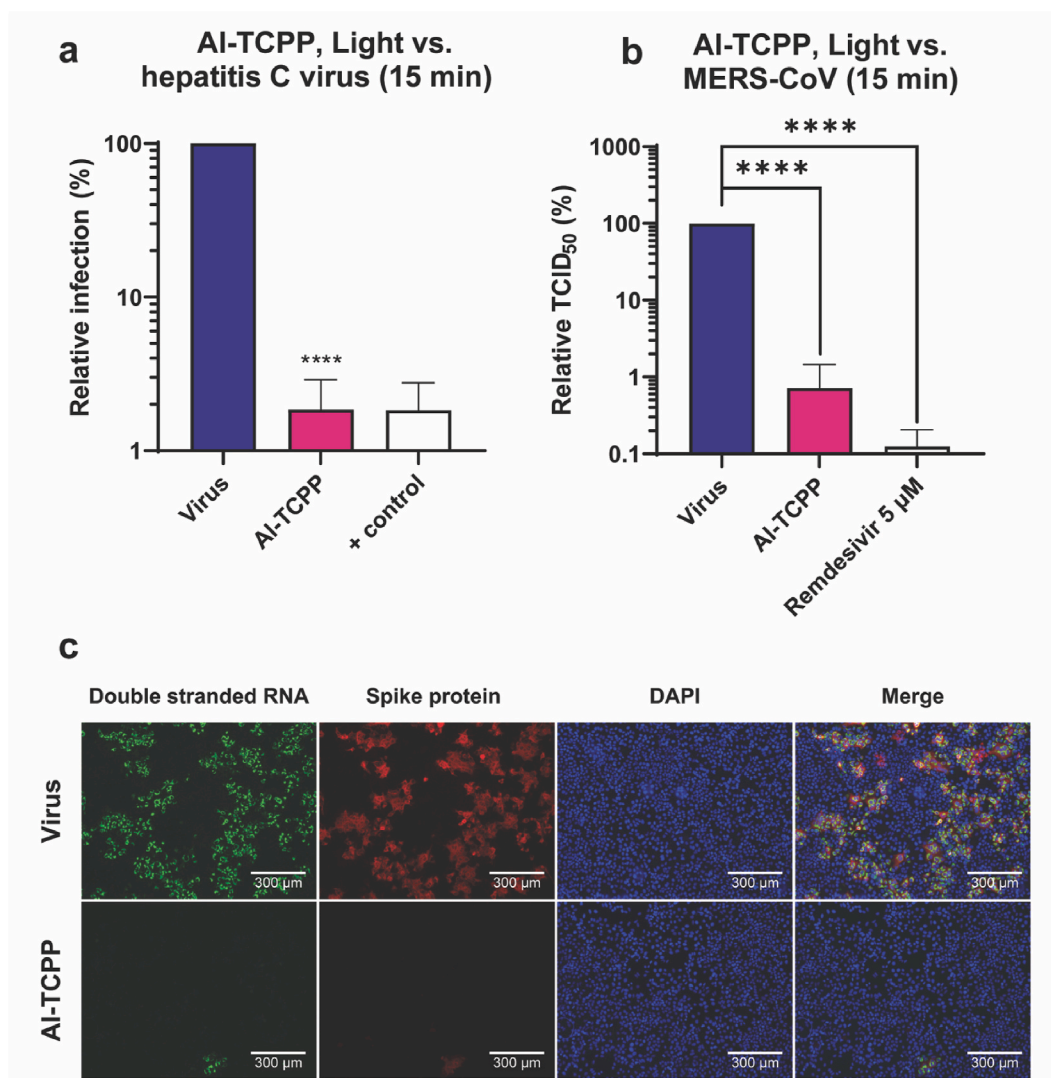 a
Al-TCPP, Light vs.
hepatitis C virus (15 min)
Relative infection (%)
100
10
1
****
Virus
Al-TCPP
+ control
b
Al-TCPP, Light vs.
MERS-CoV (15 min)
Relative TCID50 (%)
1000
100
10
1
0.1
****
****
Virus
Al-TCPP
Remdesivir 5 µM
c
Double stranded RNA
Spike protein
DAPI
Merge
Virus
300 µm
300 µm
300 µm
300 µm
Al-TCPP
300 µm
300 µm
300 µm
300 µm